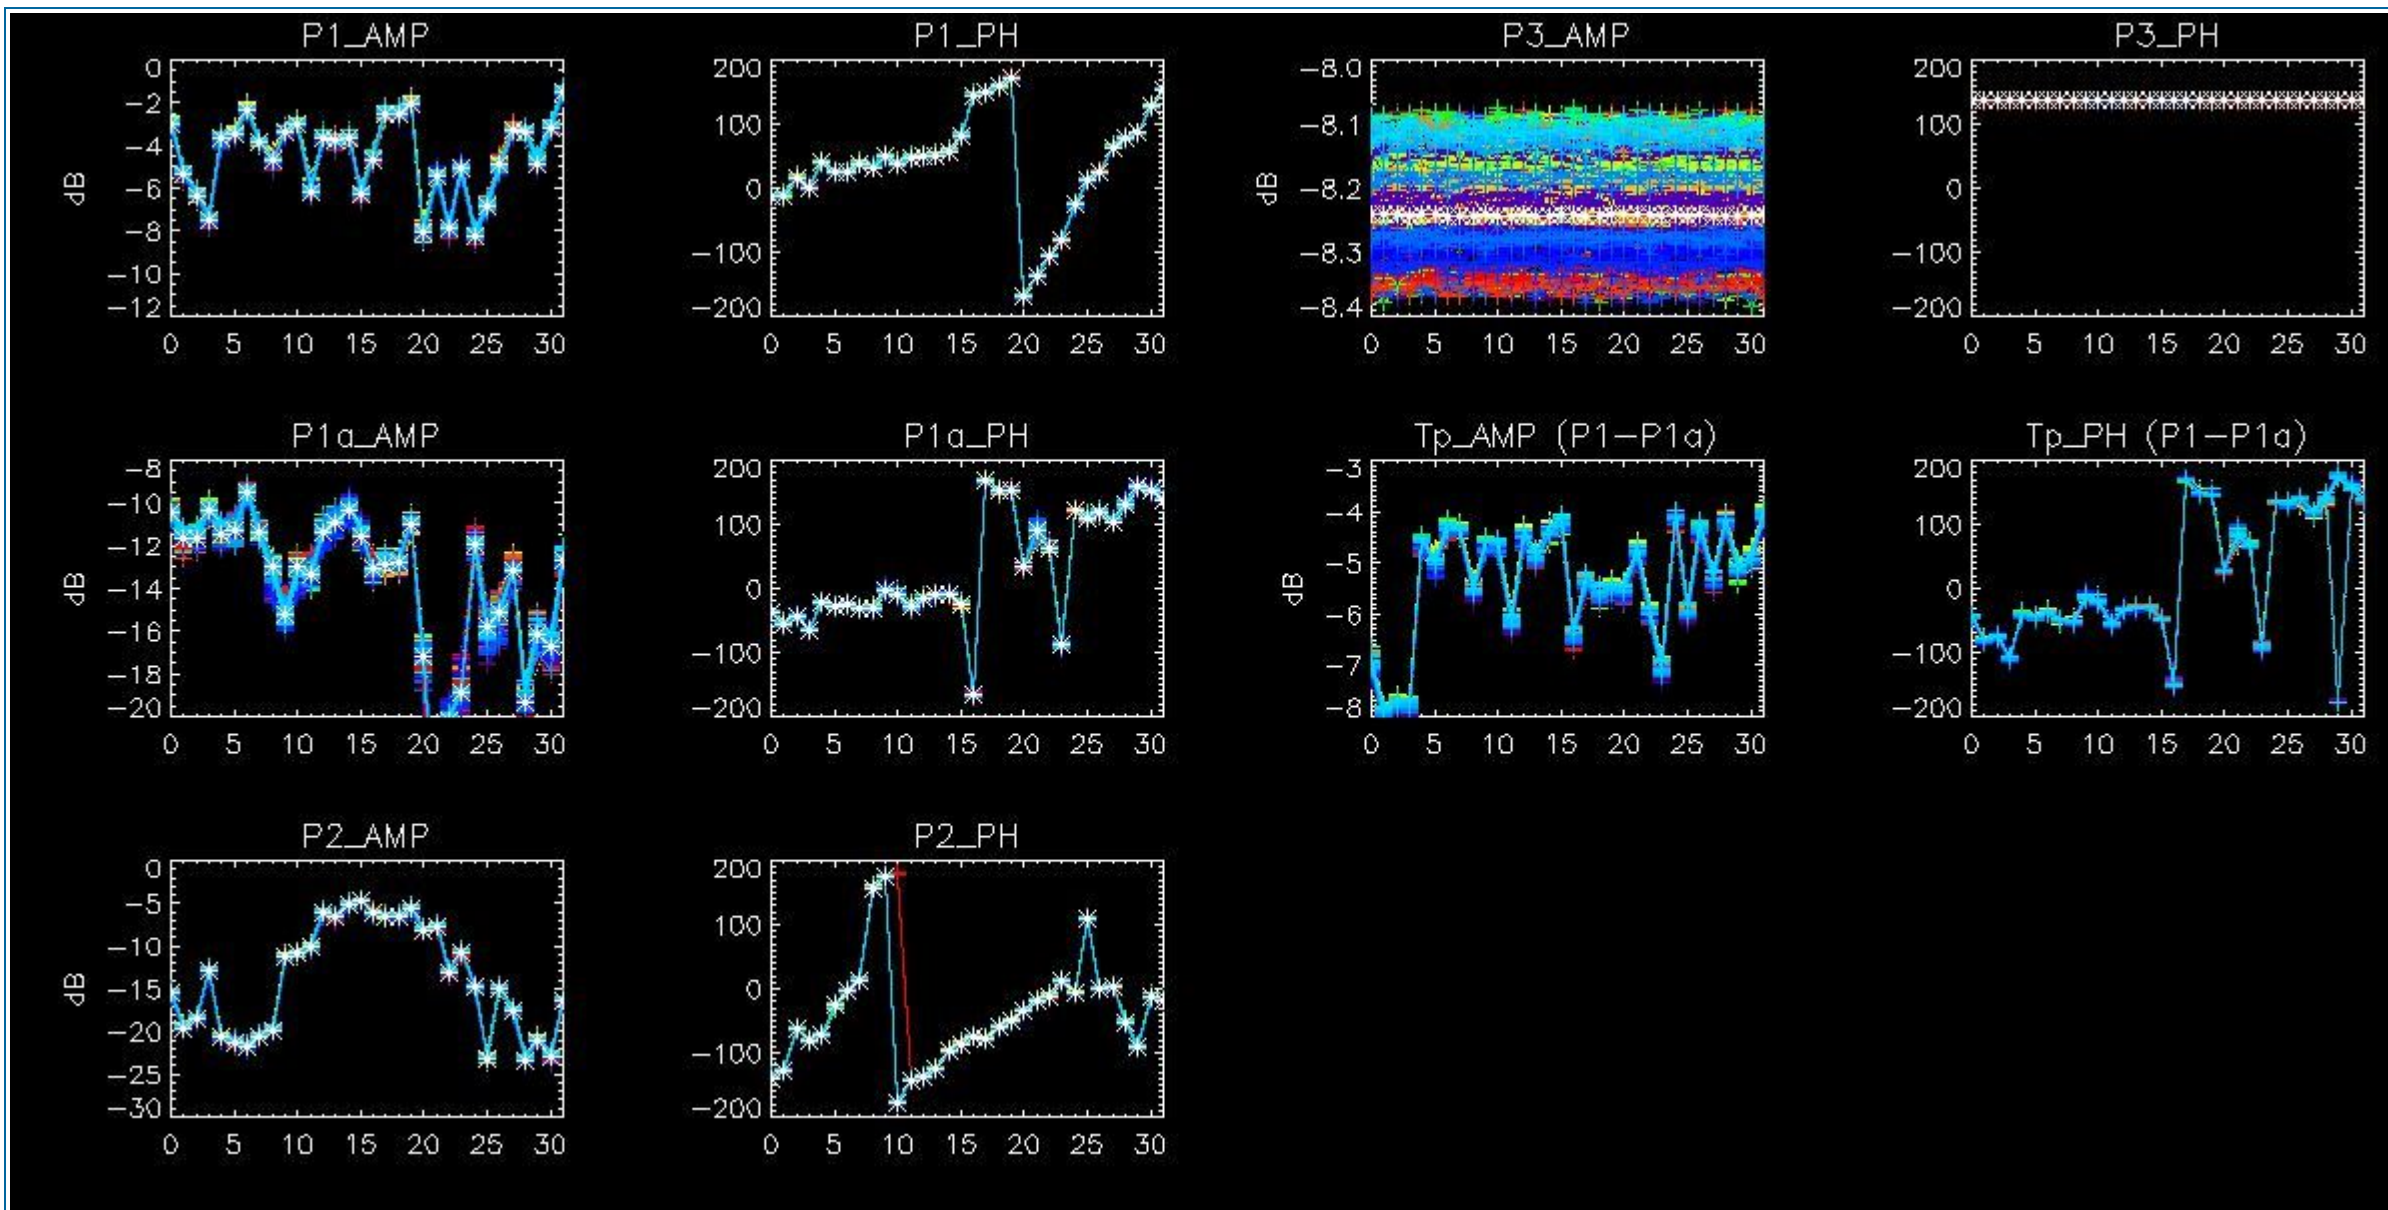 P1_AMP P1_PH P3_AMP P3_PH
0 -2 -4 -6 -8 -10 -12
dB
0 5 10 15 20 25 30
200 100 0 -100 -200
0 5 10 15 20 25 30
-8.0 -8.1 -8.2 -8.3 -8.4
dB
0 5 10 15 20 25 30
200 100 0 -100 -200
0 5 10 15 20 25 30
P1a_AMP P1a_PH Tp_AMP (P1-P1a) Tp_PH (P1-P1a)
-8 -10 -12 -14 -16 -18 -20
dB
0 5 10 15 20 25 30
200 100 0 -100 -200
0 5 10 15 20 25 30
-3 -4 -5 -6 -7 -8
dB
0 5 10 15 20 25 30
200 100 0 -100 -200
0 5 10 15 20 25 30
P2_AMP P2_PH
0 -5 -10 -15 -20 -25 -30
dB
0 5 10 15 20 25 30
200 100 0 -100 -200
0 5 10 15 20 25 30